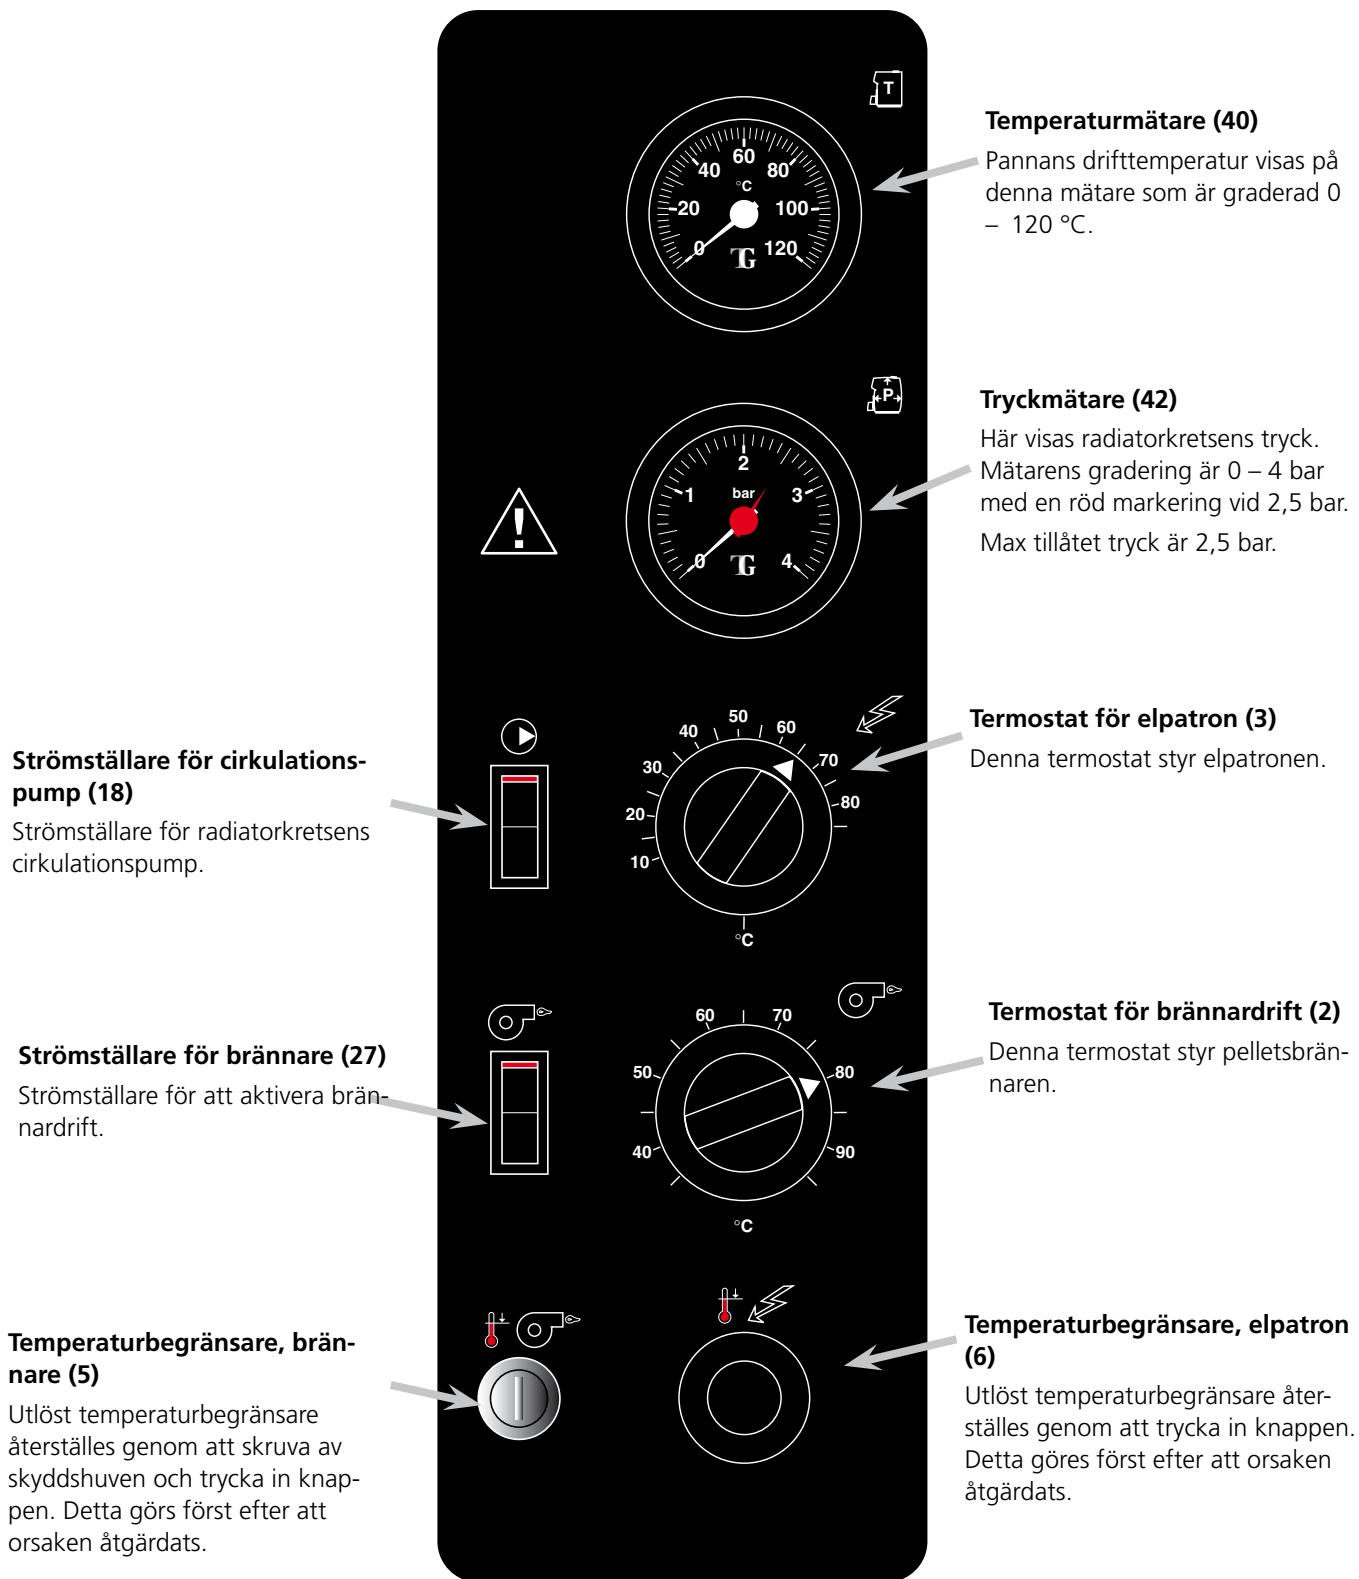 T
Temperaturmätare (40)
Pannans drifttemperatur visas på
denna mätare som är graderad 0
– 120 °C.
0
20
40
60
80
100
120
°C
TG
P
Tryckmätare (42)
Här visas radiatorkretsens tryck.
Mätarens gradering är 0 – 4 bar
med en röd markering vid 2,5 bar.
Max tillåtet tryck är 2,5 bar.
0
1
2
3
4
bar
TG
!
Termostat för elpatron (3)
Denna termostat styr elpatronen.
10
20
30
40
50
60
70
80
°C
Strömställare för cirkulations-
pump (18)
Strömställare för radiatorkretsens
cirkulationspump.
Termostat för brännardrift (2)
Denna termostat styr pelletsbrän-
naren.
40
50
60
70
80
90
°C
Strömställare för brännare (27)
Strömställare för att aktivera brän-
nardrift.
Temperaturbegränsare, brän-
nare (5)
Utlöst temperaturbegränsare
återställes genom att skruva av
skyddshuven och trycka in knap-
pen. Detta görs först efter att
orsaken åtgärdats.
Temperaturbegränsare, elpatron
(6)
Utlöst temperaturbegränsare åter-
ställes genom att trycka in knappen.
Detta göres först efter att orsaken
åtgärdats.